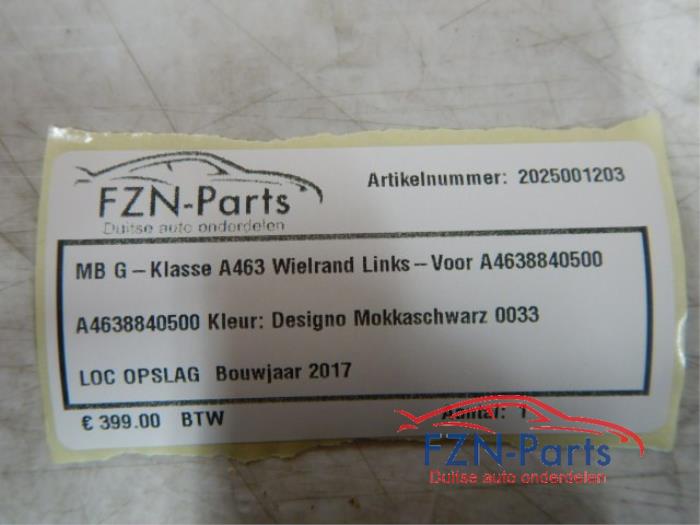 FZN-Parts
Duitse auto onderdelen
Artikelnummer: 2025001203
MB G-Klasse A463 Wielrand Links-Voor A4638840500
A4638840500 Kleur: Designo Mokkaschwarz 0033
LOC OPSLAG Bouwjaar 2017
€ 399.00 BTW
Aantal: 1
FZN-Parts
Duitse auto onderdelen